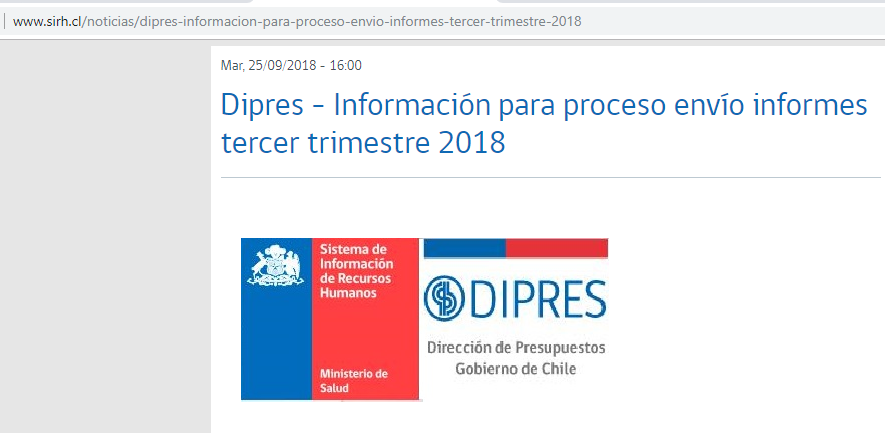 www.sirh.cl/noticias/dipres-informacion-para-proceso-envio-informes-tercer-trimestre-2018
Mar, 25/09/2018 - 16:00
Dipres - Información para proceso envío informes
tercer trimestre 2018
Sistema de
Información
de Recursos
Humanos
Ministerio de
Salud
DIPRES
Dirección de Presupuestos
Gobierno de Chile